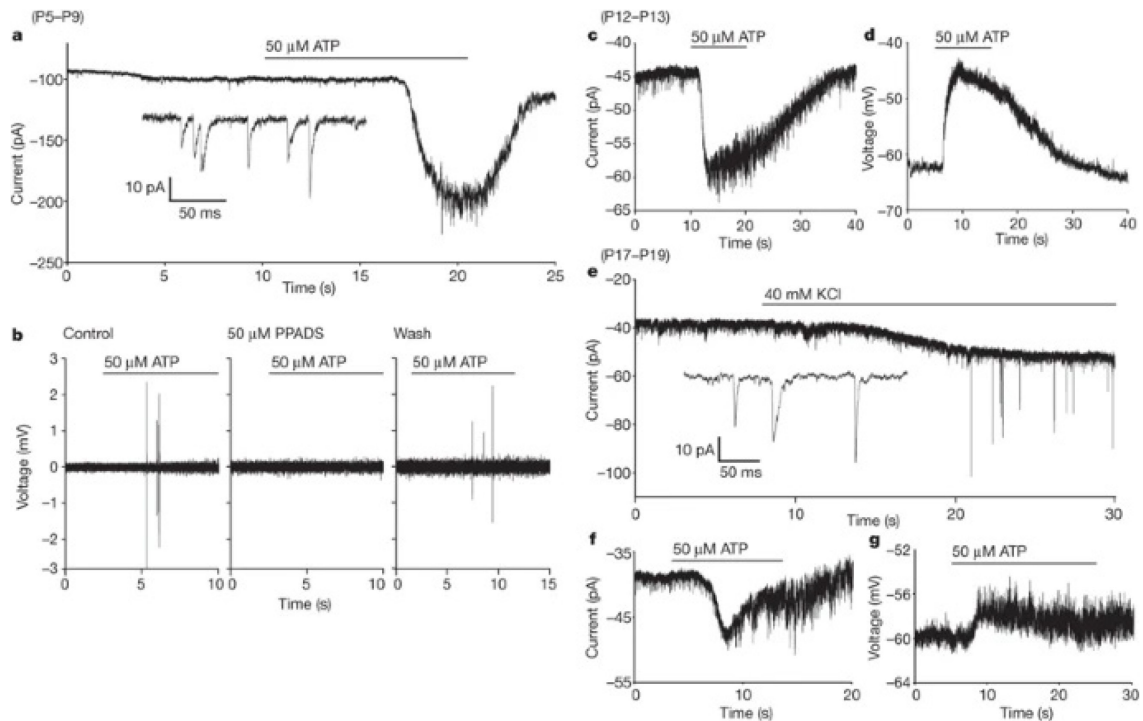 (P5–P9)
a
50 µM ATP
Current (pA)
–100
–150
–200
–250
10 pA
50 ms
0 5 10 15 20 25
Time (s)
b Control
50 µM PPADS
Wash
50 µM ATP
50 µM ATP
50 µM ATP
Voltage (mV)
3
2
1
0
–1
–2
–3
0 5 10
0 5 10
0 5 10 15
Time (s)
(P12–P13)
c
50 µM ATP
Current (pA)
–40
–45
–50
–55
–60
–65
0 10 20 30 40
Time (s)
d
50 µM ATP
Voltage (mV)
–40
–50
–60
–70
0 10 20 30 40
Time (s)
(P17–P19)
e
40 mM KCl
Current (pA)
–20
–40
–60
–80
–100
10 pA
50 ms
0 10 20 30
Time (s)
f
50 µM ATP
Current (pA)
–35
–45
–55
0 10 20
Time (s)
g
50 µM ATP
Voltage (mV)
–52
–56
–60
–64
0 10 20 30
Time (s)